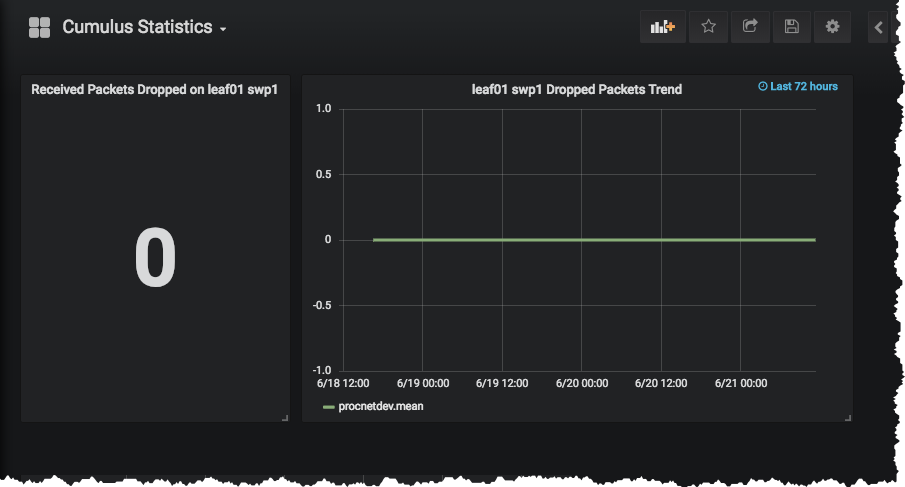 Cumulus Statistics
Received Packets Dropped on leaf01 swp1
0
leaf01 swp1 Dropped Packets Trend
Last 72 hours
1.0
0.5
0
-0.5
-1.0
6/18 12:00 6/19 00:00 6/19 12:00 6/20 00:00 6/20 12:00 6/21 00:00
procnetdev.mean